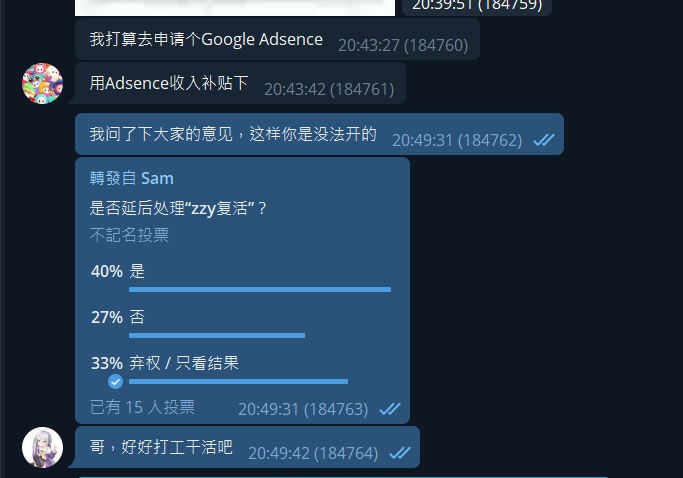 20:39:51 (184759)
我打算去申请个Google Adsence 20:43:27 (184760)
用Adsence收入补贴下 20:43:42 (184761)
我问了下大家的意见，这样你是没法开的 20:49:31 (184762)
轉發自 Sam
是否延后处理“zzy复活”？
不記名投票
40% 是
27% 否
33% 弃权 / 只看结果
已有 15 人投票 20:49:31 (184763)
哥，好好打工干活吧 20:49:42 (184764)